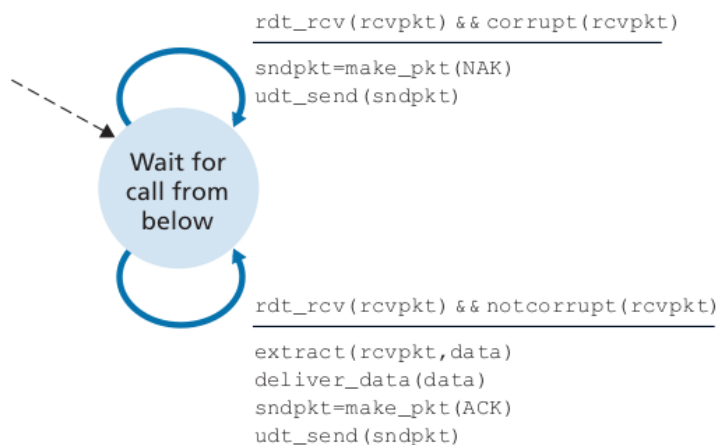 rdt_rcv(rcvpkt) && corrupt(rcvpkt)
sndpkt=make_pkt(NAK)
udt_send(sndpkt)
Wait for
call from
below
rdt_rcv(rcvpkt) && notcorrupt(rcvpkt)
extract(rcvpkt,data)
deliver_data(data)
sndpkt=make_pkt(ACK)
udt_send(sndpkt)